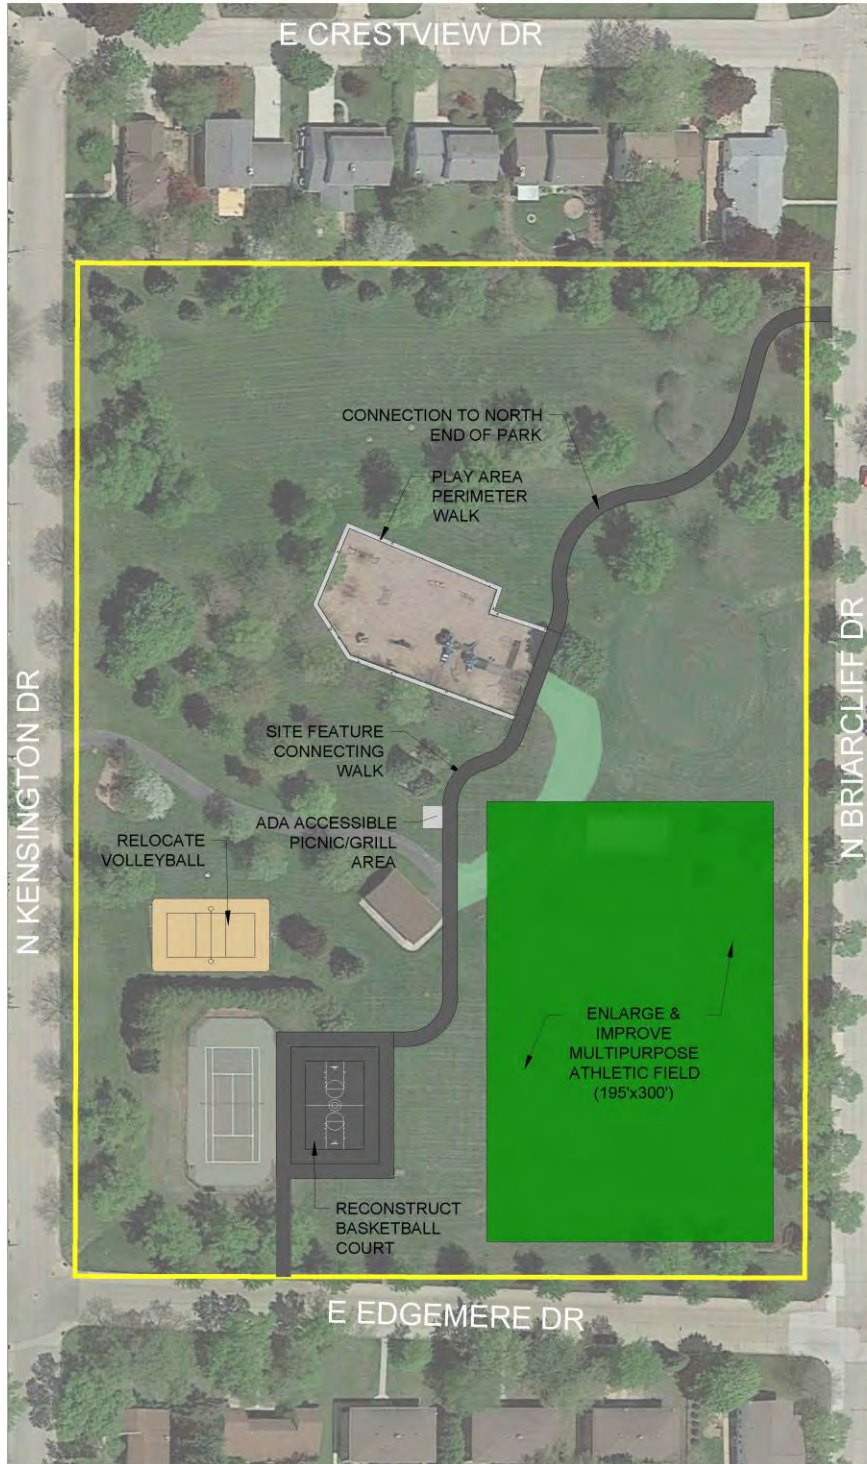 E CRESTVIEW DR
CONNECTION TO NORTH
END OF PARK
PLAY AREA
PERIMETER
WALK
N KENSINGTON DR
N BRIARCLIFF DR
SITE FEATURE
CONNECTING
WALK
ADA ACCESSIBLE
PICNIC/GRILL
AREA
RELOCATE
VOLLEYBALL
ENLARGE &
IMPROVE
MULTIPURPOSE
ATHLETIC FIELD
(195'x300')
RECONSTRUCT
BASKETBALL
COURT
E EDGEMERE DR